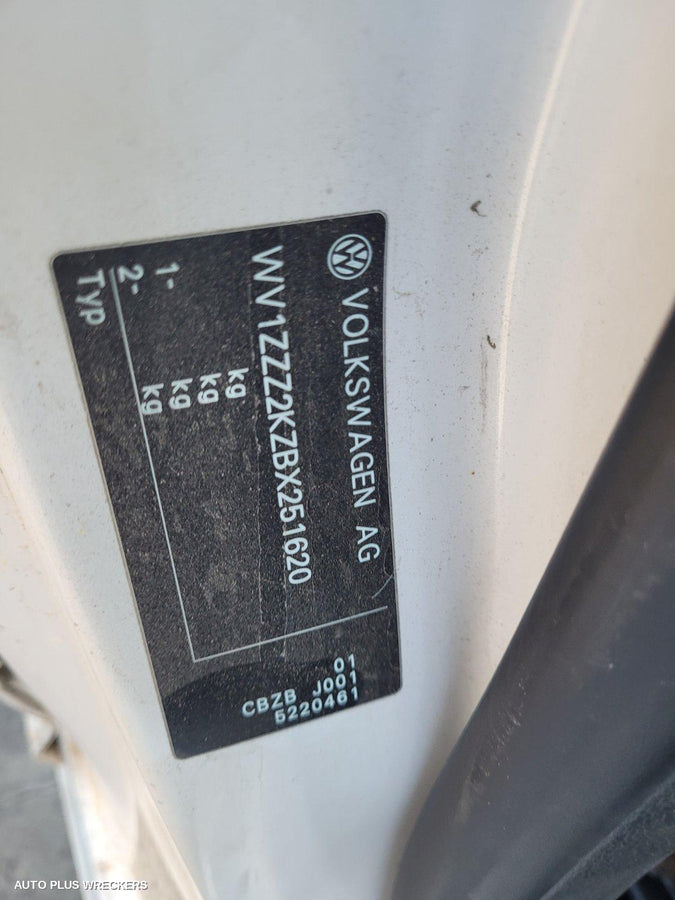 VOLKSWAGEN AG
WV1ZZZ2KZBX251620
kg
kg
1- kg
2- kg
Typ
01
J001
CBZB
5220461
AUTO PLUS WRECKERS